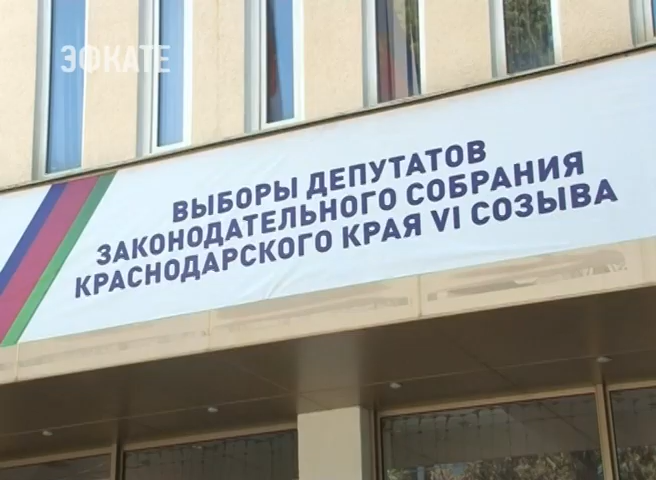 ЭФКАТЕ
ВЫБОРЫ ДЕПУТАТОВ
ЗАКОНОДАТЕЛЬНОГО СОБРАНИЯ
КРАСНОДАРСКОГО КРАЯ VI СОЗЫВА